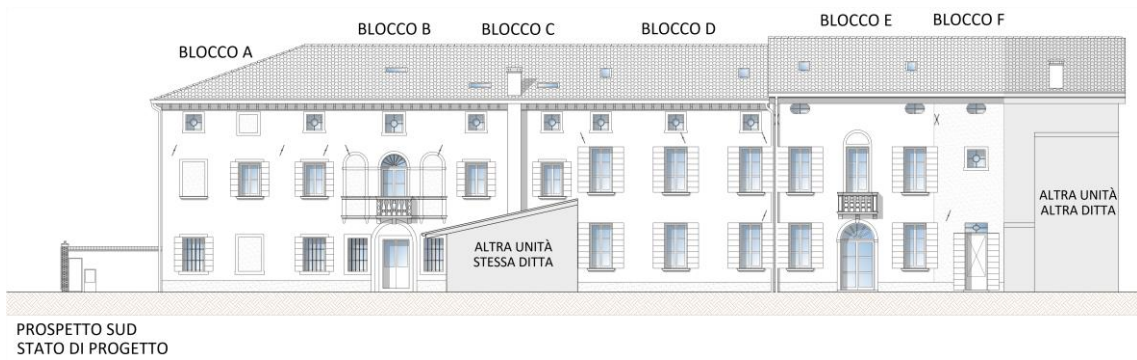 BLOCCO A
BLOCCO B
BLOCCO C
BLOCCO D
BLOCCO E
BLOCCO F
ALTRA UNITÀ
STESSA DITTA
ALTRA UNITÀ
ALTRA DITTA
PROSPETTO SUD
STATO DI PROGETTO